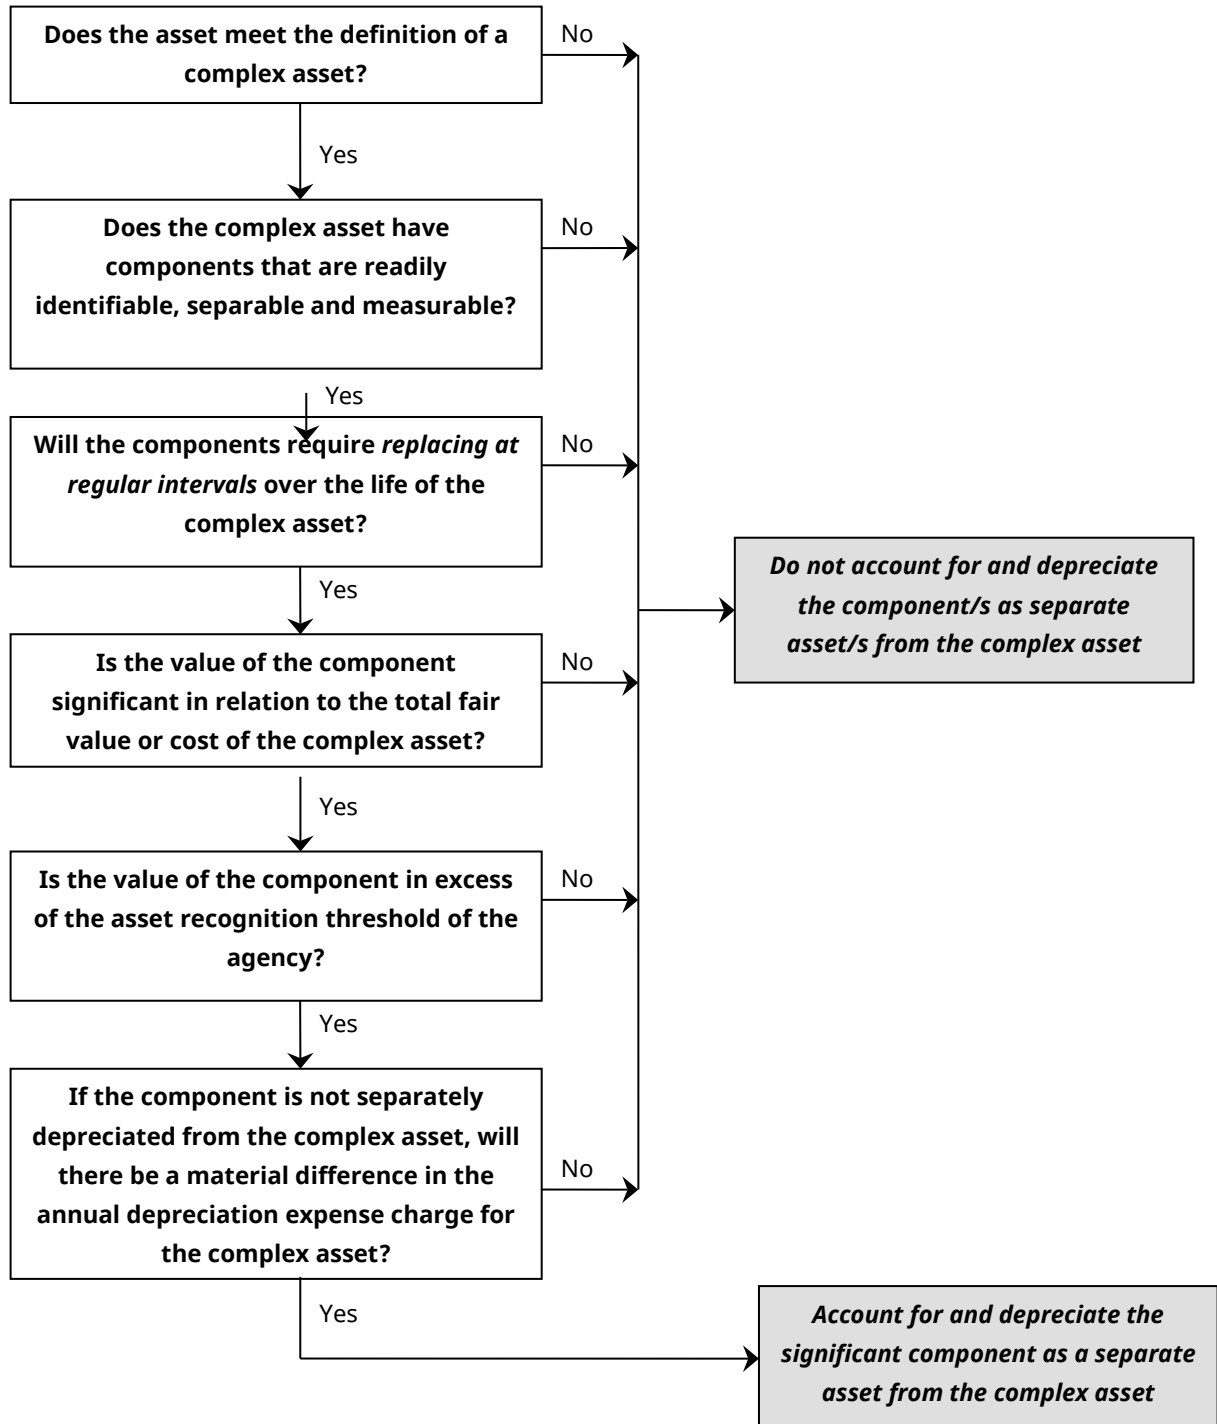 Does the asset meet the definition of a
complex asset?
No
Yes
Does the complex asset have
components that are readily
identifiable, separable and measurable?
No
Yes
Will the components require replacing at
regular intervals over the life of the
complex asset?
No
Yes
Do not account for and depreciate
the component/s as separate
asset/s from the complex asset
Is the value of the component
significant in relation to the total fair
value or cost of the complex asset?
No
Yes
Is the value of the component in excess
of the asset recognition threshold of the
agency?
No
Yes
If the component is not separately
depreciated from the complex asset, will
there be a material difference in the
annual depreciation expense charge for
the complex asset?
No
Yes
Account for and depreciate the
significant component as a separate
asset from the complex asset